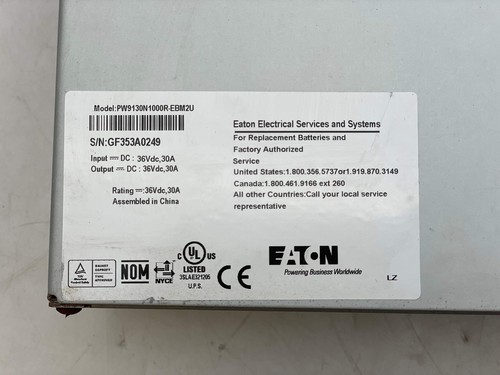 Model:PW9130N1000R-EBM2U
S/N:GF353A0249
Input ⎓ DC : 36Vdc,30A
Output ⎓ DC : 36Vdc,30A
Rating:⎓36Vdc,30A
Assembled in China
Eaton Electrical Services and Systems
For Replacement Batteries and
Factory Authorized
Service
United States:1.800.356.5737or1.919.870.3149
Canada:1.800.461.9166 ext 260
All other Countries:Call your local service
representative
NOM
NYCE
C UL US
LISTED
3SLAE321205
U.P.S.
CE
EATON
Powering Business Worldwide
LZ